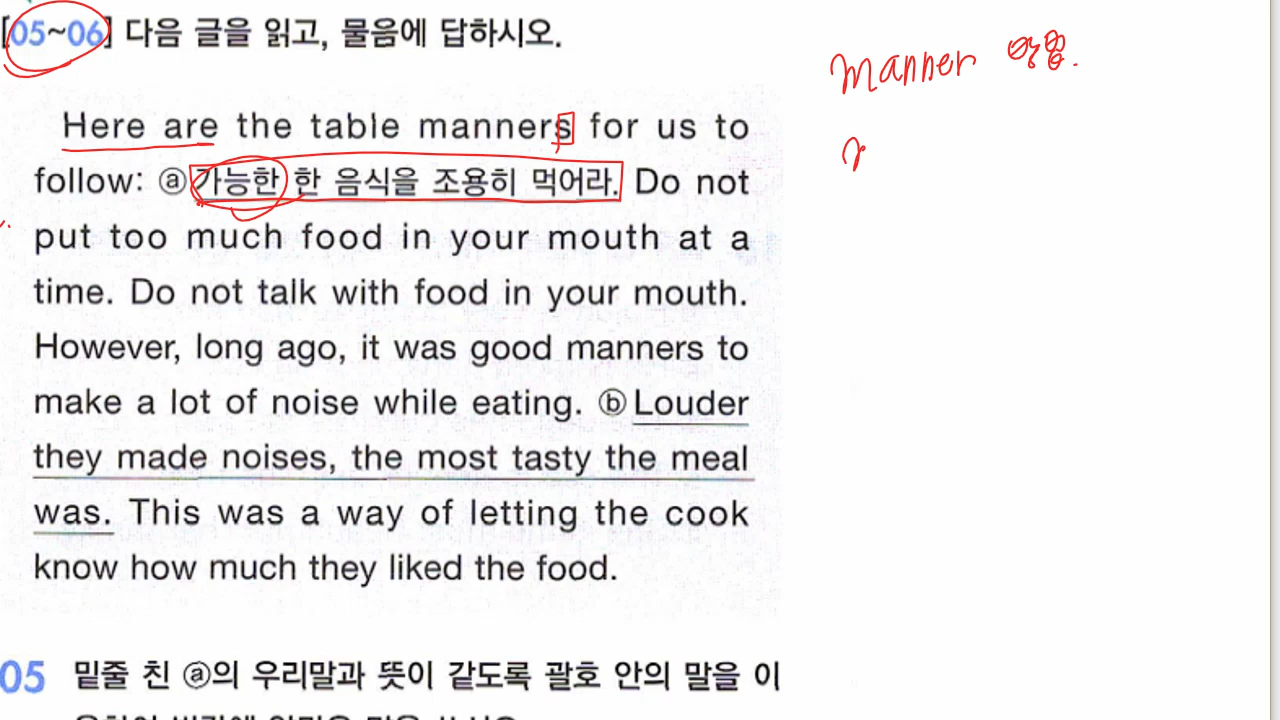 [05~06] 다음 글을 읽고, 물음에 답하시오.
manner
Here are the table manners for us to
follow: ⓐ가능한 한 음식을 조용히 먹어라. Do not
put too much food in your mouth at a
time. Do not talk with food in your mouth.
However, long ago, it was good manners to
make a lot of noise while eating. ⓑLouder
they made noises, the most tasty the meal
was. This was a way of letting the cook
know how much they liked the food.
05 밑줄 친 ⓐ의 우리말과 뜻이 같도록 괄호 안의 말을 이